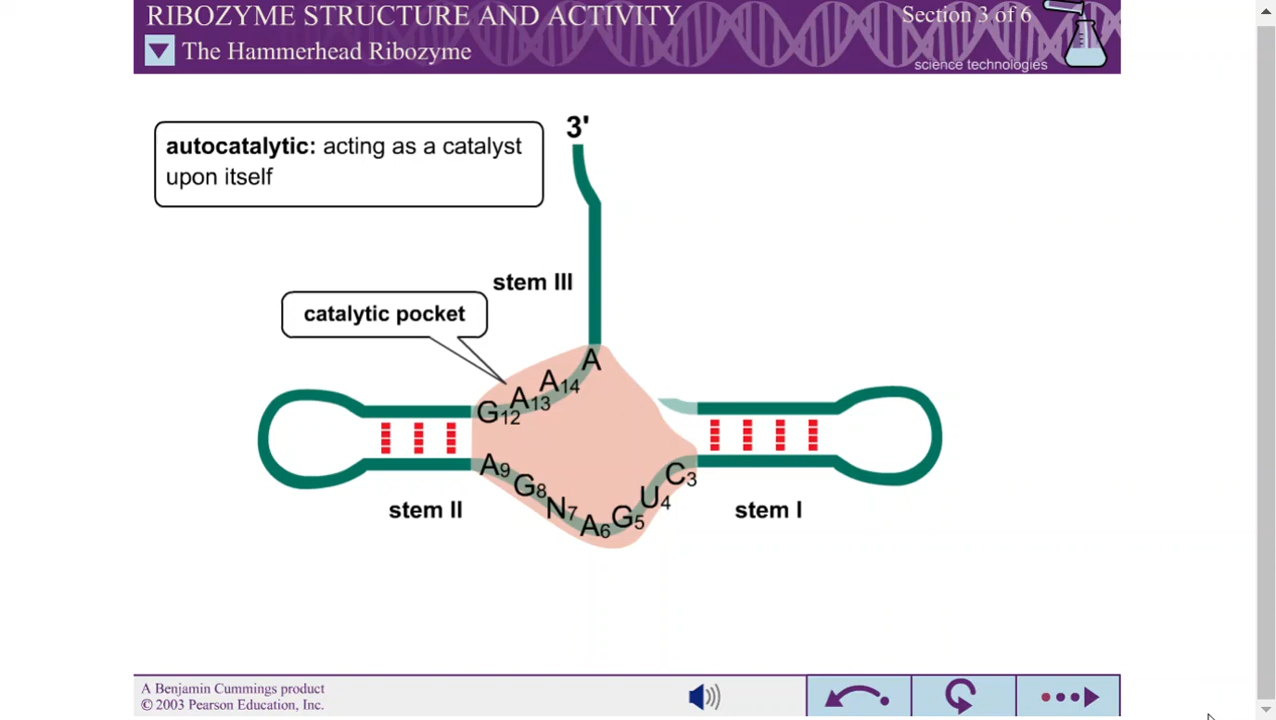 RIBOZYME STRUCTURE AND ACTIVITY
Section 3 of 6
The Hammerhead Ribozyme
science technologies
autocatalytic: acting as a catalyst
upon itself
3'
stem III
catalytic pocket
A
A14
A13
G12
A9
G8
N7
A6
G5
U4
C3
stem II
stem I
A Benjamin Cummings product
© 2003 Pearson Education, Inc.